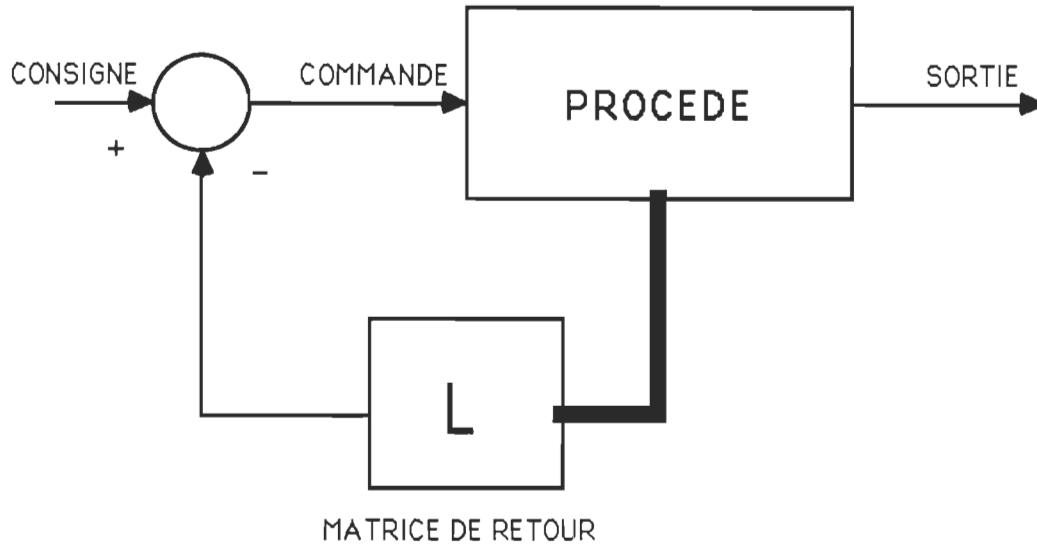 CONSIGNE
COMMANDE
PROCEDE
SORTIE
+
-
L
MATRICE DE RETOUR